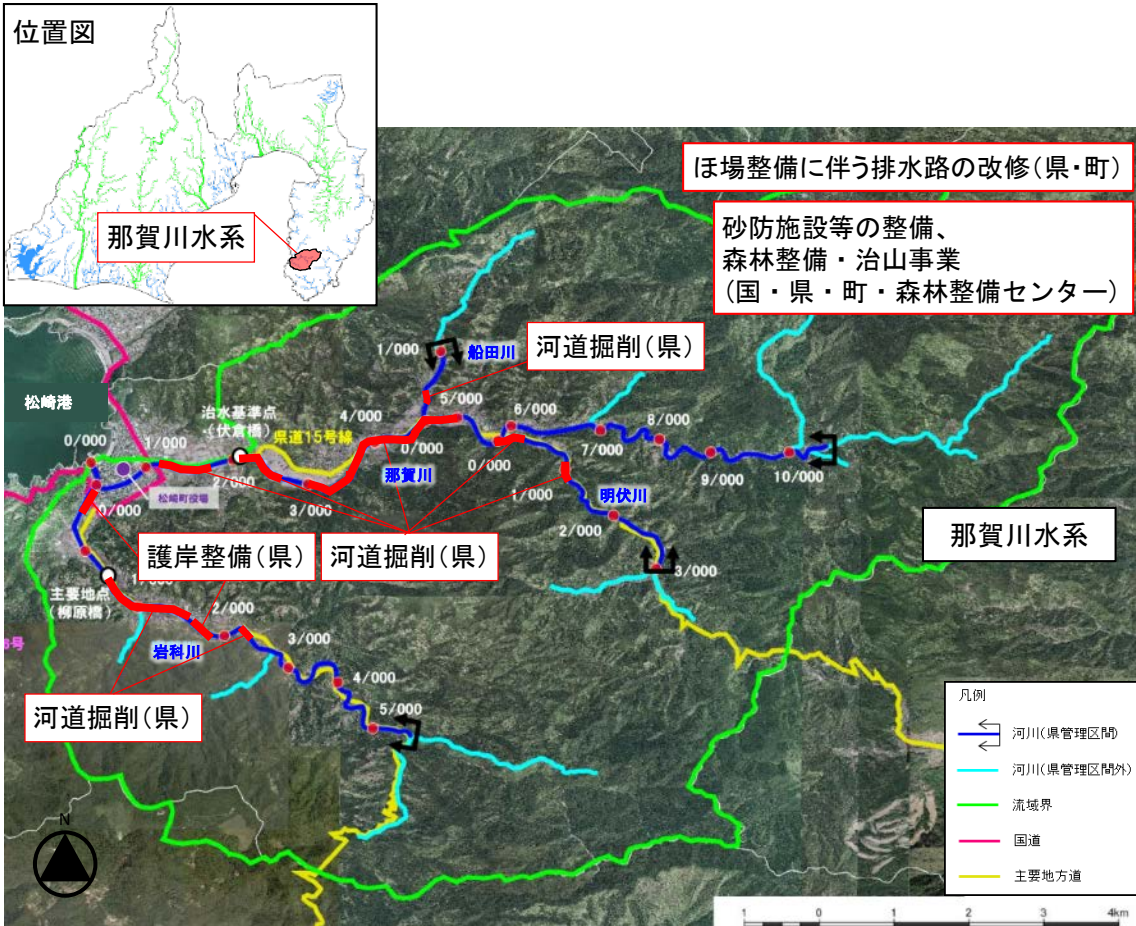 位置図
那賀川水系
ほ場整備に伴う排水路の改修(県・町)
砂防施設等の整備、
森林整備・治山事業
(国・県・町・森林整備センター)
河道掘削(県)
1/000
船田川
松崎港
治水基準点
(伏倉橋)
県道15号線
4/000
5/000
0/000
6/000
7/000
8/000
9/000
10/000
0/000
1/000
2/000
3/000
那賀川
松崎町役場
0/000
0/000
1/000
明伏川
2/000
3/000
護岸整備(県)
河道掘削(県)
那賀川水系
主要地点
(柳原橋)
2/000
岩科川
3/000
4/000
5/000
号
河道掘削(県)
凡例
河川(県管理区間)
河川(県管理区間外)
流域界
国道
主要地方道
N
1 0 1 2 3 4km